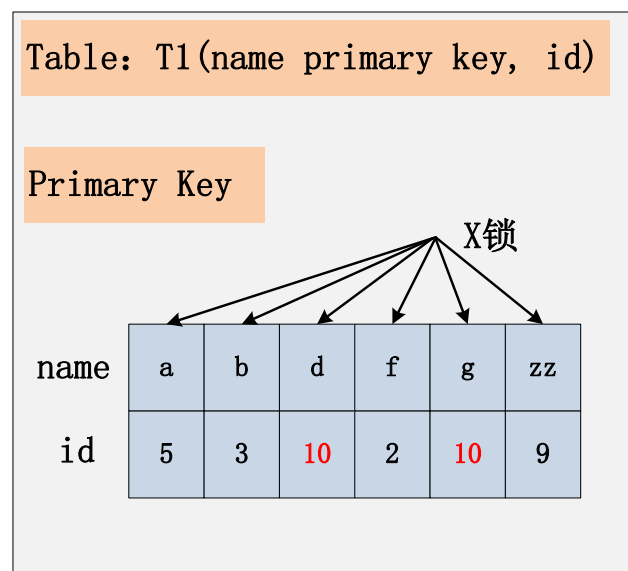 Table：T1(name primary key, id)
Primary Key
X锁
name a b d f g zz
id 5 3 10 2 10 9